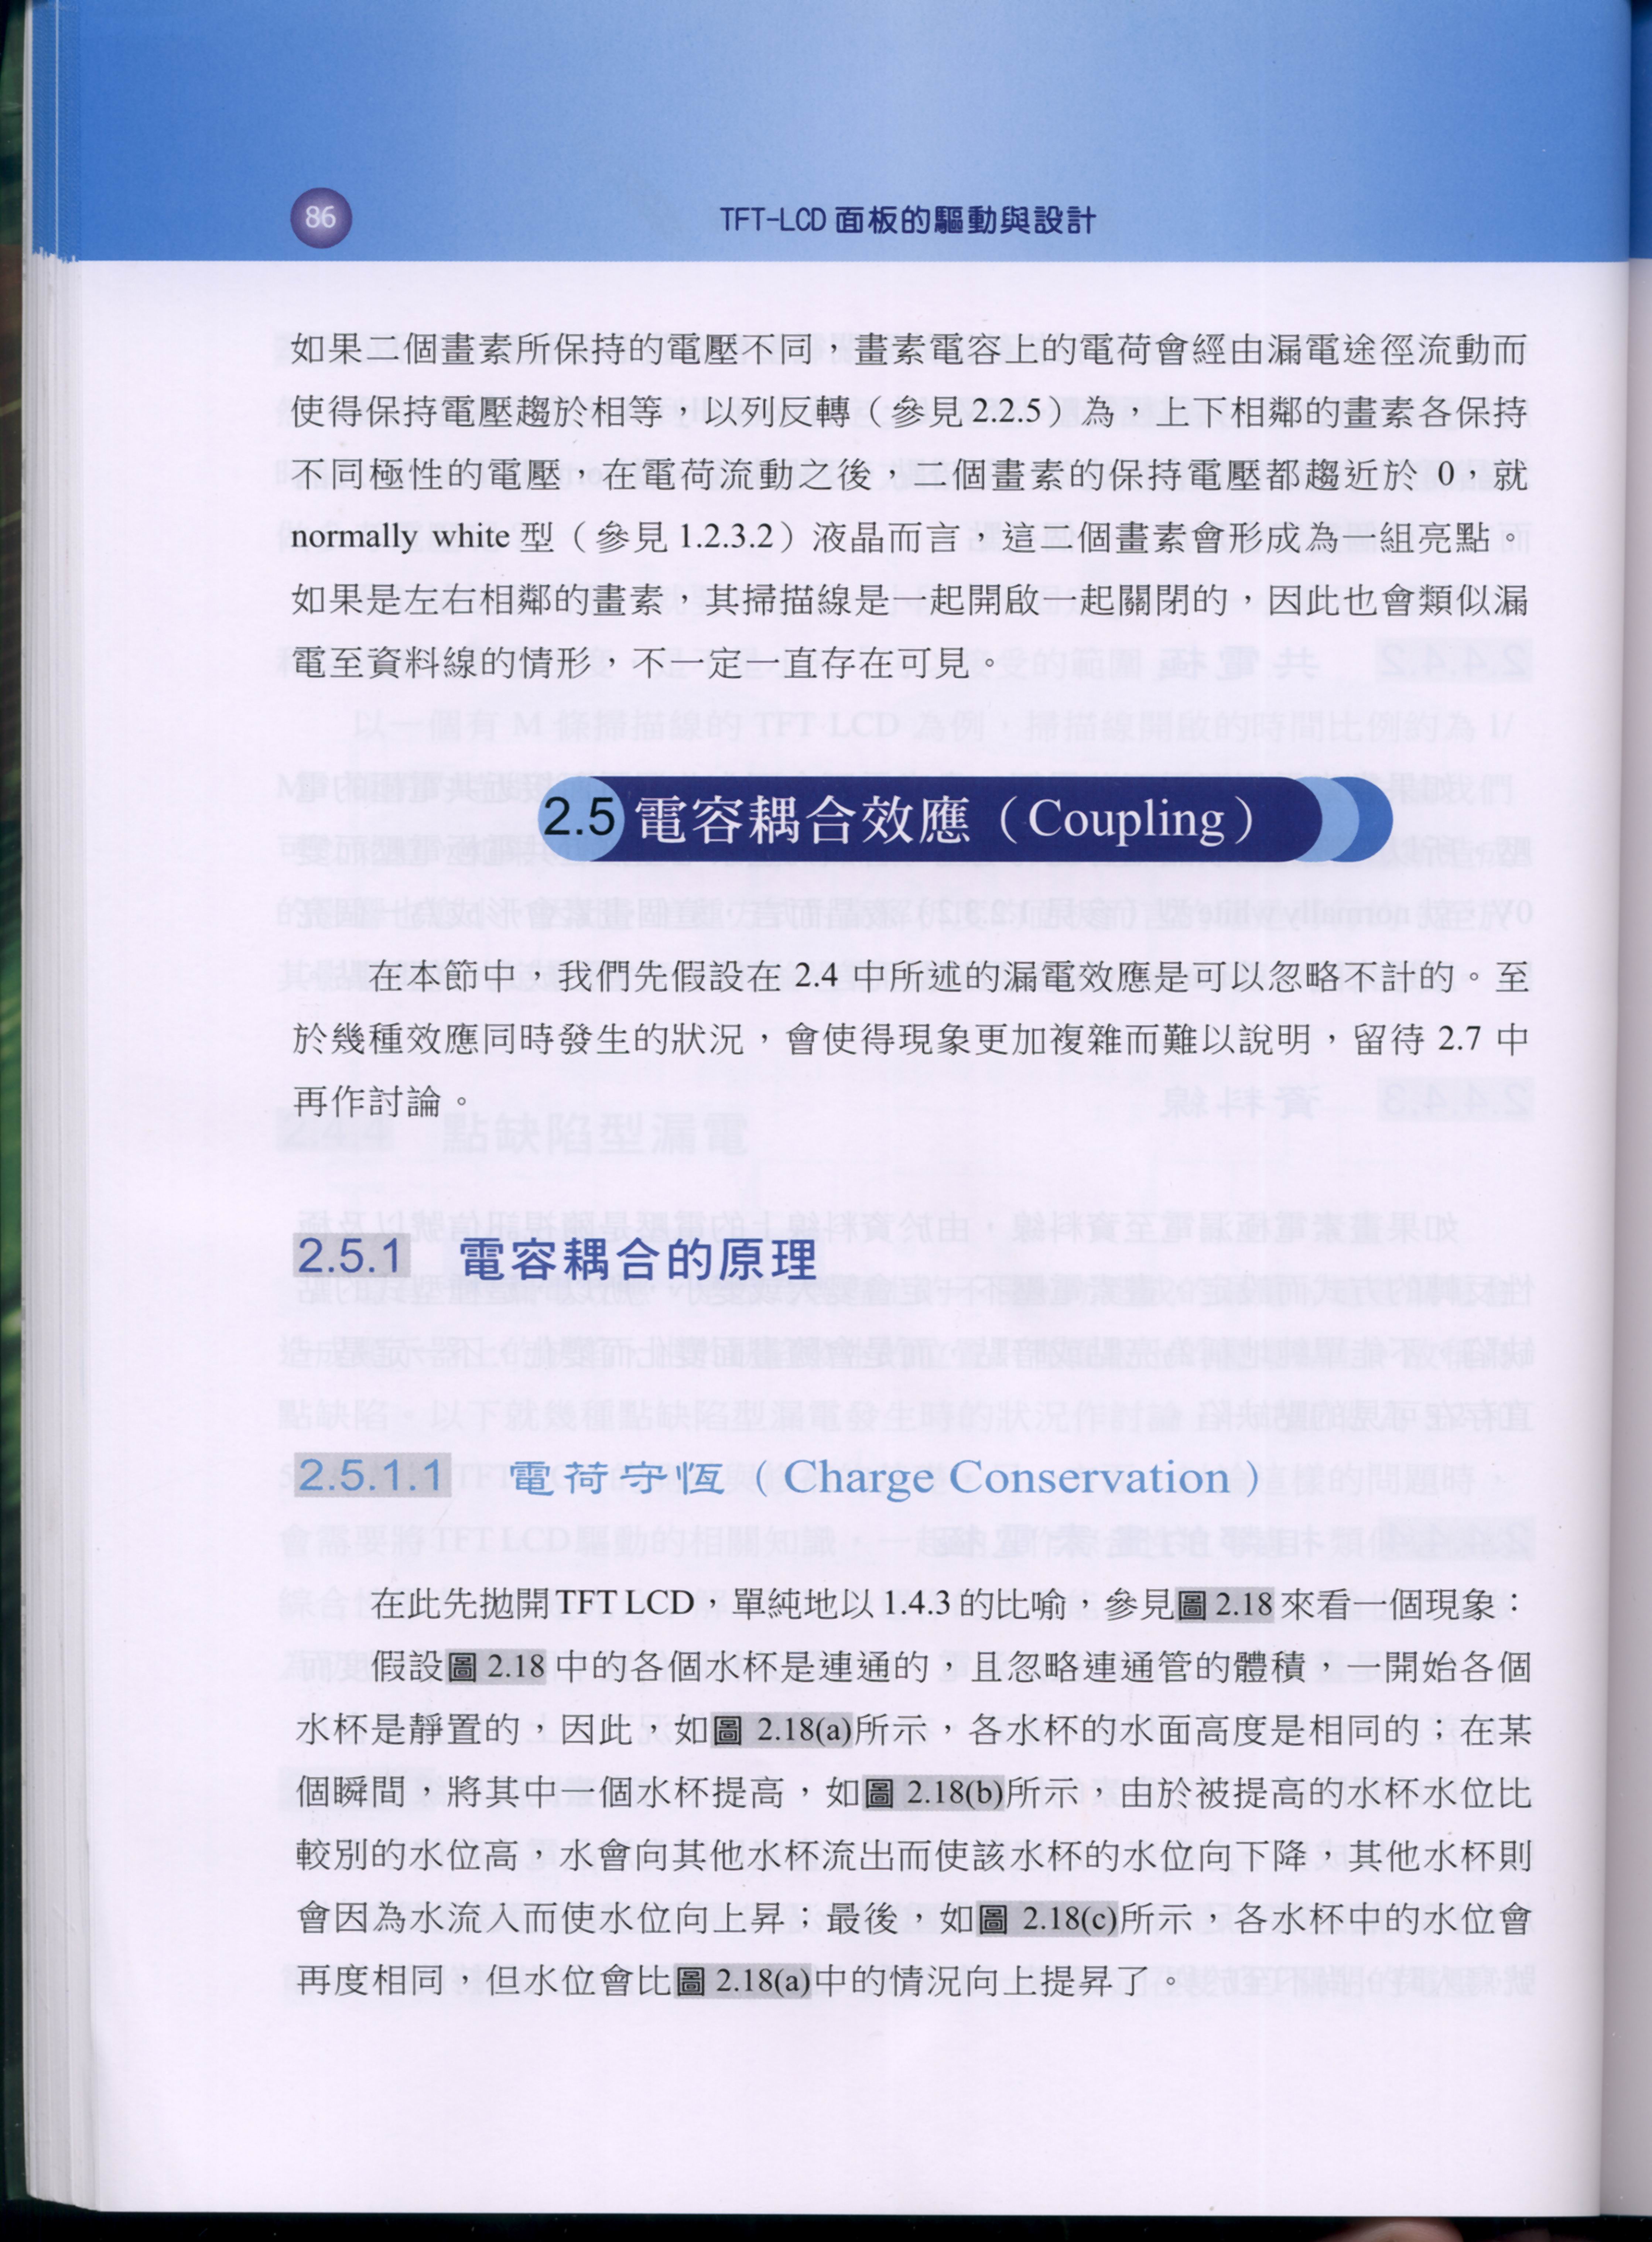 86
TFT-LCD 面板的驅動與設計
如果二個畫素所保持的電壓不同，畫素電容上的電荷會經由漏電途徑流動而
使得保持電壓趨於相等，以列反轉（參見 2.2.5）為，上下相鄰的畫素各保持
不同極性的電壓，在電荷流動之後，二個畫素的保持電壓都趨近於 0，就
normally white 型（參見 1.2.3.2）液晶而言，這二個畫素會形成為一組亮點。
如果是左右相鄰的畫素，其掃描線是一起開啟一起關閉的，因此也會類似漏
電至資料線的情形，不一定一直存在可見。
2.5 電容耦合效應（Coupling）
在本節中，我們先假設在 2.4 中所述的漏電效應是可以忽略不計的。至
於幾種效應同時發生的狀況，會使得現象更加複雜而難以說明，留待 2.7 中
再作討論。
2.5.1 電容耦合的原理
2.5.1.1 電荷守恆（Charge Conservation）
在此先拋開TFT LCD，單純地以 1.4.3 的比喻，參見圖 2.18 來看一個現象：
假設圖 2.18 中的各個水杯是連通的，且忽略連通管的體積，一開始各個
水杯是靜置的，因此，如圖 2.18(a)所示，各水杯的水面高度是相同的；在某
個瞬間，將其中一個水杯提高，如圖 2.18(b)所示，由於被提高的水杯水位比
較別的水位高，水會向其他水杯流出而使該水杯的水位向下降，其他水杯則
會因為水流入而使水位向上昇；最後，如圖 2.18(c)所示，各水杯中的水位會
再度相同，但水位會比圖 2.18(a)中的情況向上提昇了。